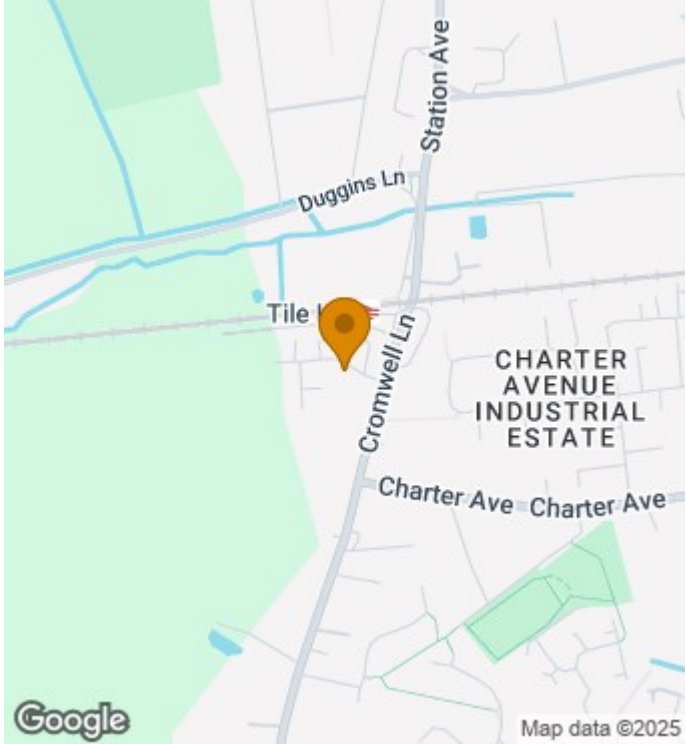 Station Ave
Duggins Ln
Tile
Cromwell Ln
CHARTER
AVENUE
INDUSTRIAL
ESTATE
Charter Ave
Charter Ave
Google
Map data ©2025